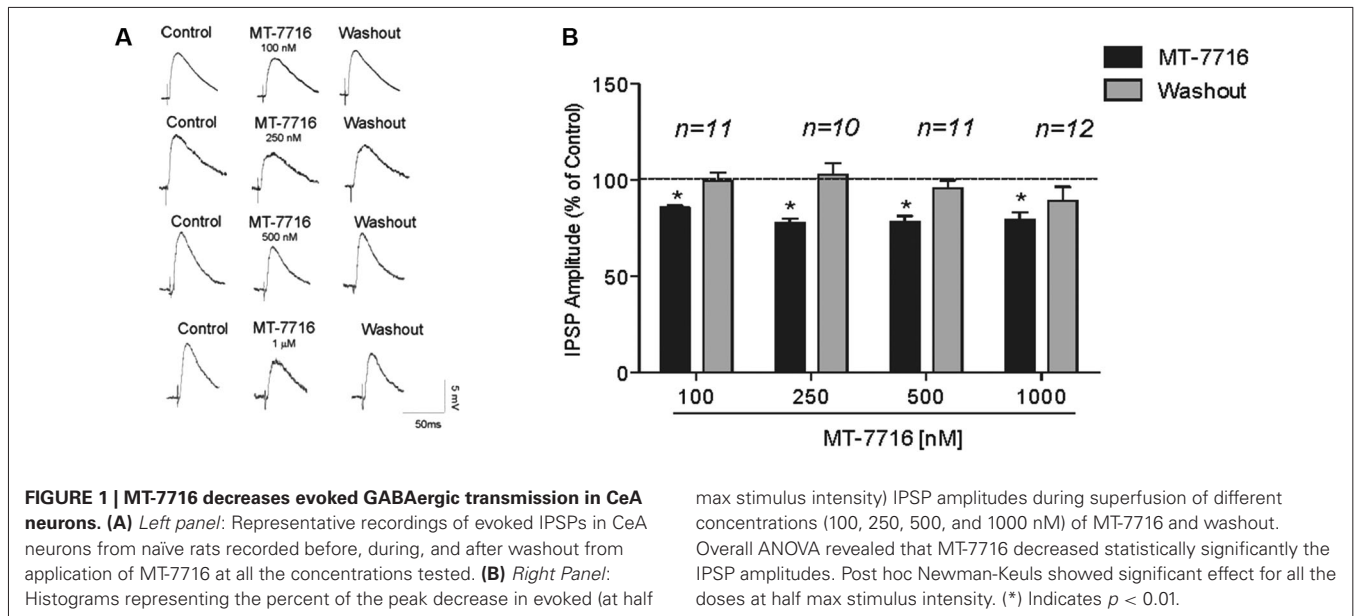 A
Control
MT-7716
100 nM
Washout
Control
MT-7716
250 nM
Washout
Control
MT-7716
500 nM
Washout
Control
MT-7716
1 µM
Washout
5 mV
50ms
B
MT-7716
Washout
IPSP Amplitude (% of Control)
150
100
50
0
n=11
n=10
n=11
n=12
*
*
*
*
100
250
500
1000
MT-7716 [nM]
FIGURE 1 | MT-7716 decreases evoked GABAergic transmission in CeA
neurons. (A) Left panel: Representative recordings of evoked IPSPs in CeA
neurons from naïve rats recorded before, during, and after washout from
application of MT-7716 at all the concentrations tested. (B) Right Panel:
Histograms representing the percent of the peak decrease in evoked (at half
max stimulus intensity) IPSP amplitudes during superfusion of different
concentrations (100, 250, 500, and 1000 nM) of MT-7716 and washout.
Overall ANOVA revealed that MT-7716 decreased statistically significantly the
IPSP amplitudes. Post hoc Newman-Keuls showed significant effect for all the
doses at half max stimulus intensity. (*) Indicates p < 0.01.